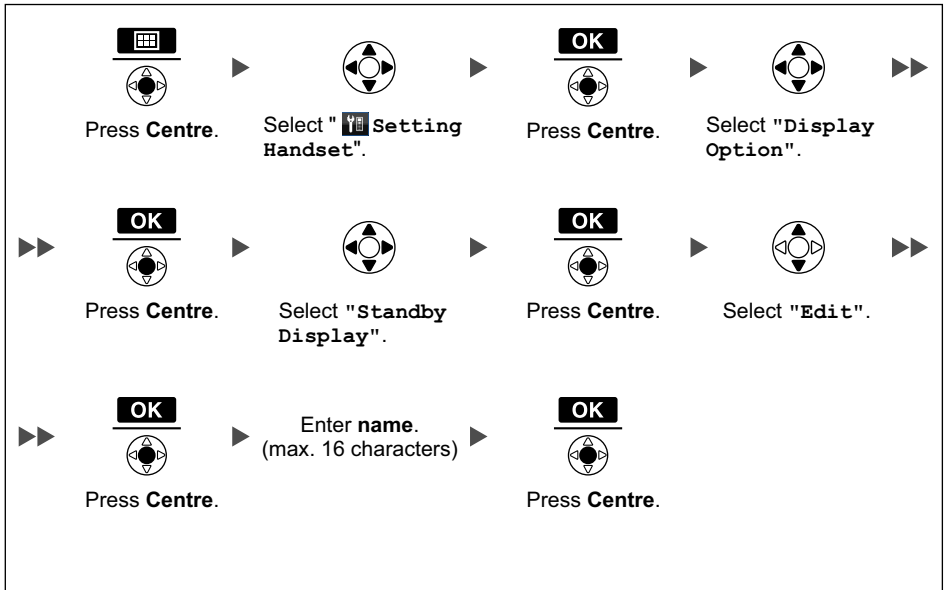 OK
Press Centre.
Select " Setting
Handset".
Press Centre.
Select "Display
Option".
OK
OK
Press Centre.
Select "Standby
Display".
Press Centre.
Select "Edit".
OK
OK
Press Centre.
Enter name.
(max. 16 characters)
Press Centre.